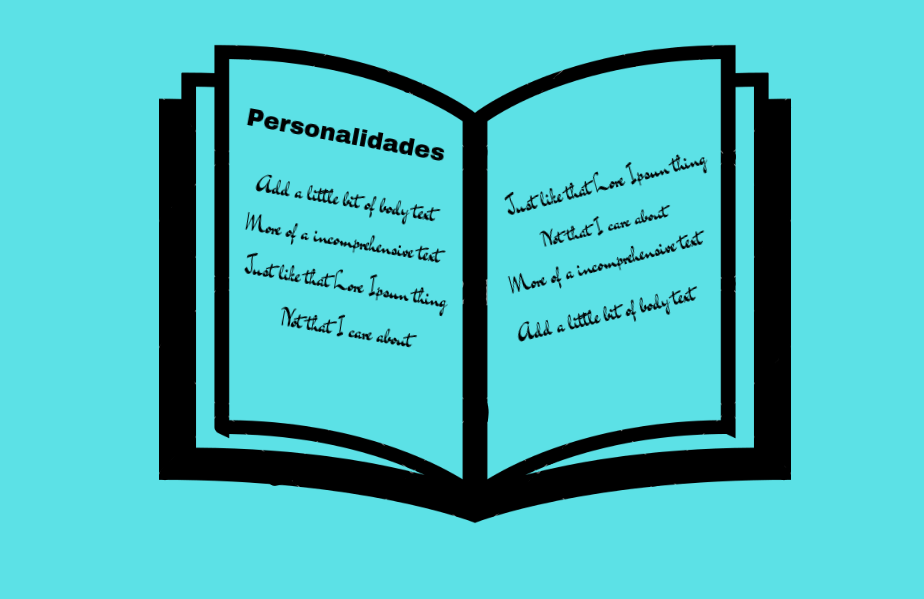 Personalidades
Add a little bit of body text
More of a incomprehensive text
Just like that Lore Ipsun thing
Not that I care about
Just like that Lore Ipsun thing
Not that I care about
More of a incomprehensive text
Add a little bit of body text